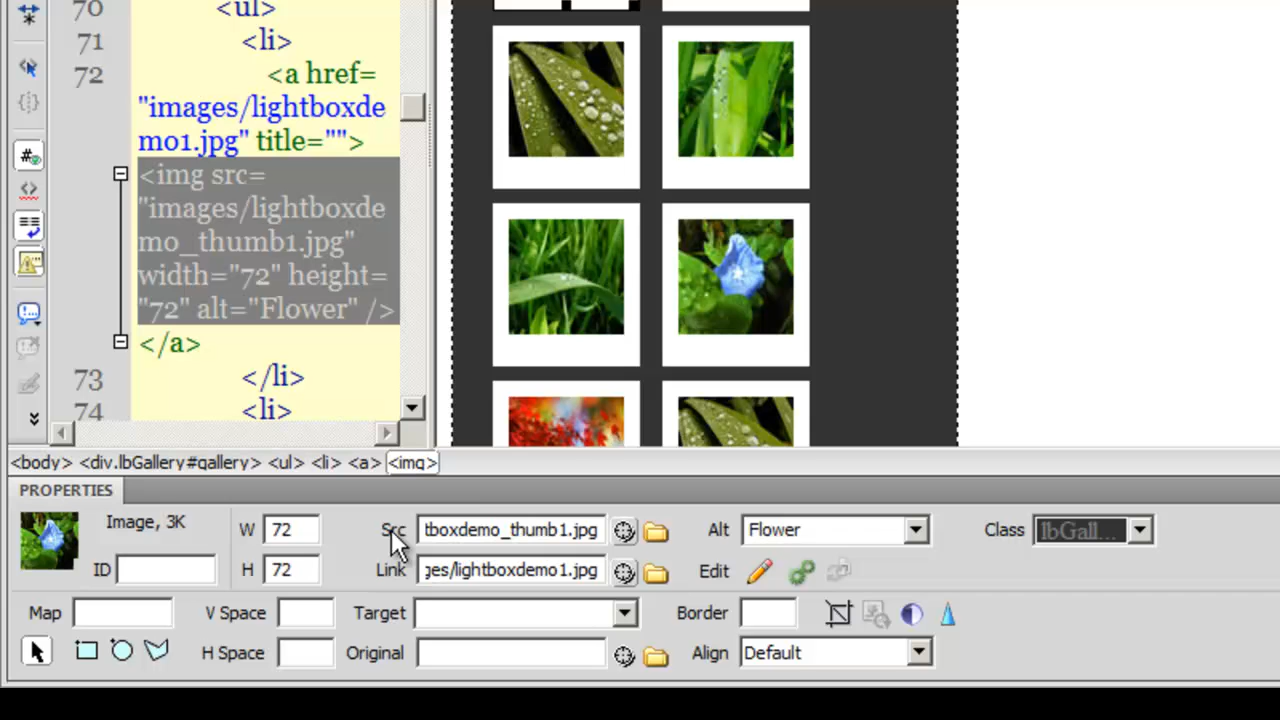 70 <ul>
71 <li>
72 <a href=
"images/lightboxde
mo1.jpg" title="">
<img src=
"images/lightboxde
mo_thumb1.jpg"
width="72" height=
"72" alt="Flower" />
</a>
73 </li>
74 <li>
<body> <div.lbGallery#gallery> <ul> <li> <a> <img>
PROPERTIES
Image, 3K W 72 Src tboxdemo_thumb1.jpg Alt Flower Class lbGall...
ID H 72 Link ges/lightboxdemo1.jpg Edit
Map V Space Target Border
H Space Original Align Default